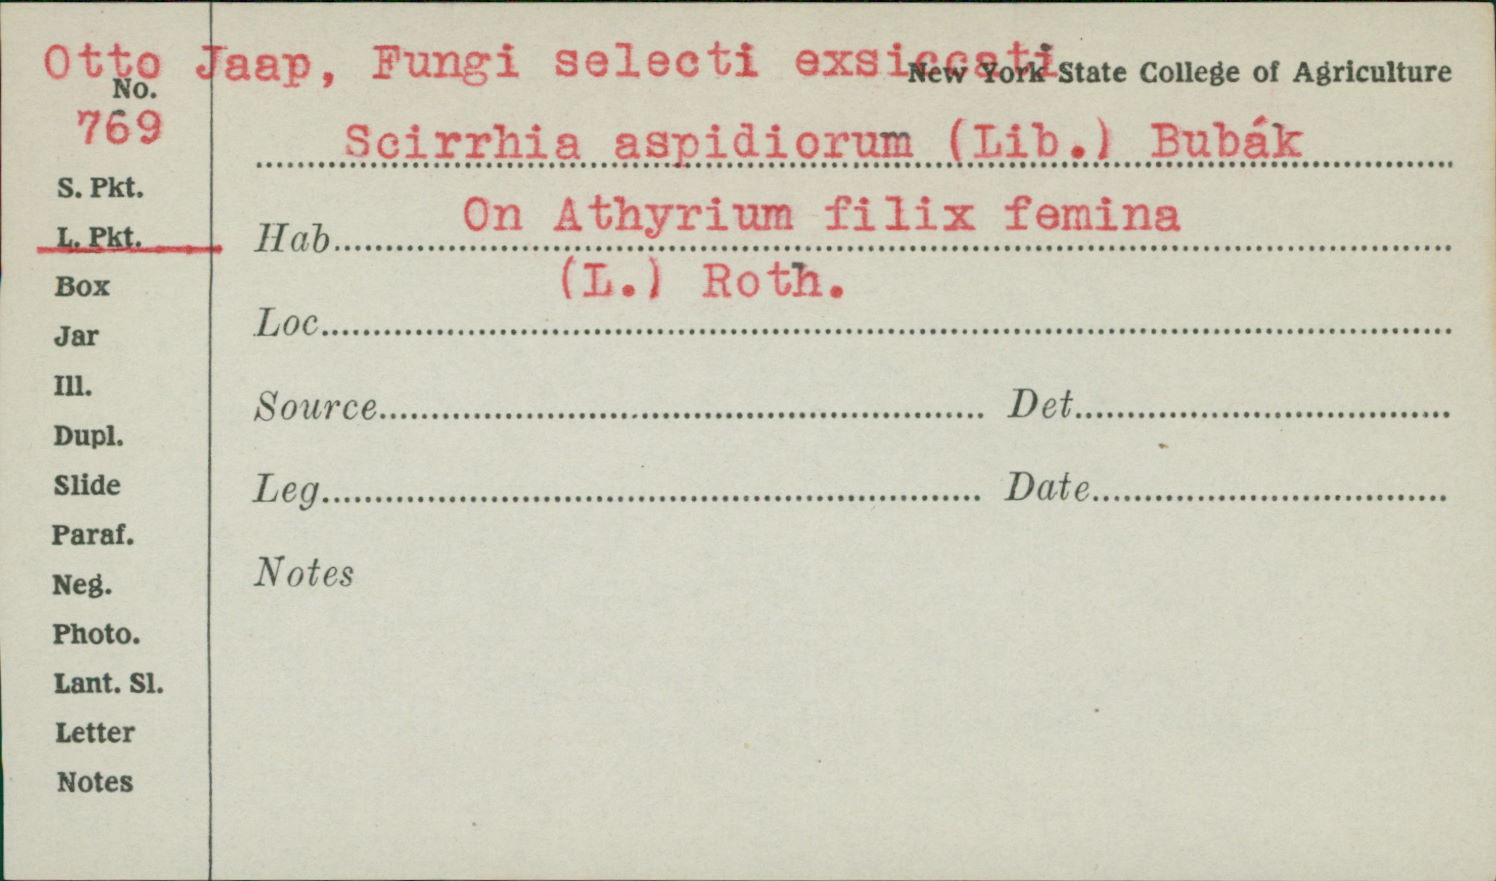 Otto Jaap, Fungi selecti exsiccati New York State College of Agriculture
No.
769
Scirrhia aspidiorum (Lib.) Bubák
S. Pkt.
L. Pkt.
Hab. On Athyrium filix femina
(L.) Roth.
Box
Loc.
Jar
Ill.
Source Det.
Dupl.
Slide
Leg. Date
Paraf.
Notes
Neg.
Photo.
Lant. Sl.
Letter
Notes